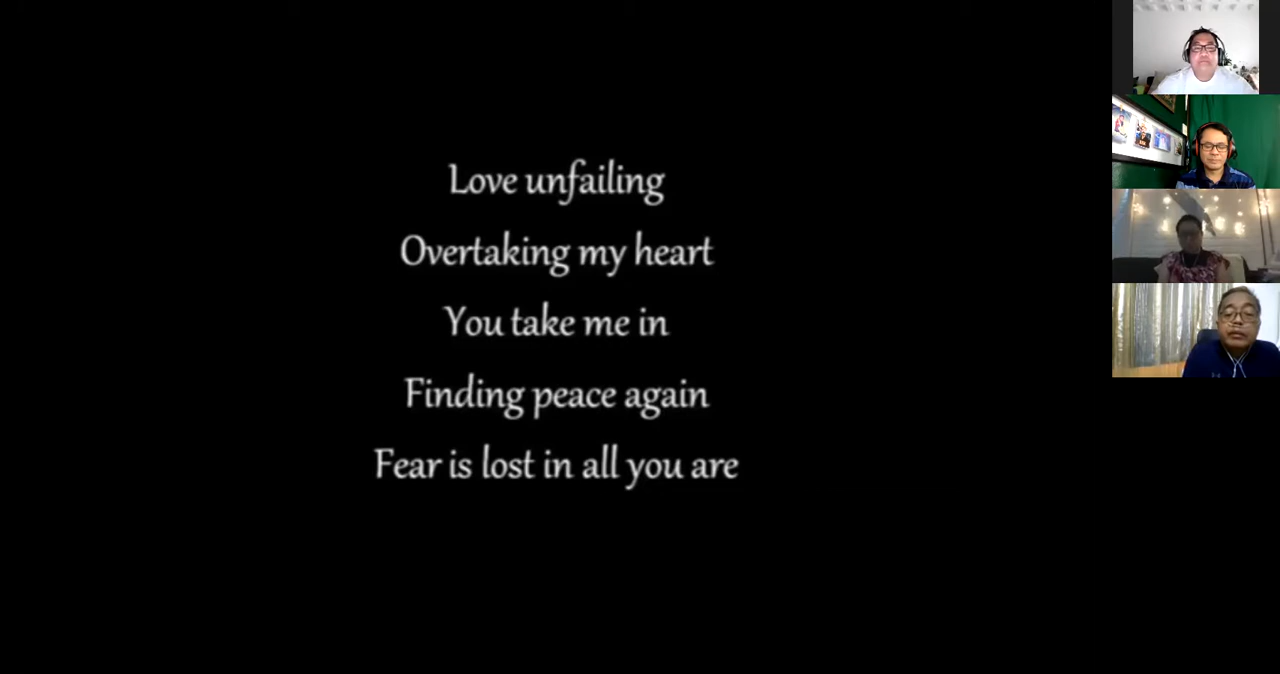 Love unfailing
Overtaking my heart
You take me in
Finding peace again
Fear is lost in all you are